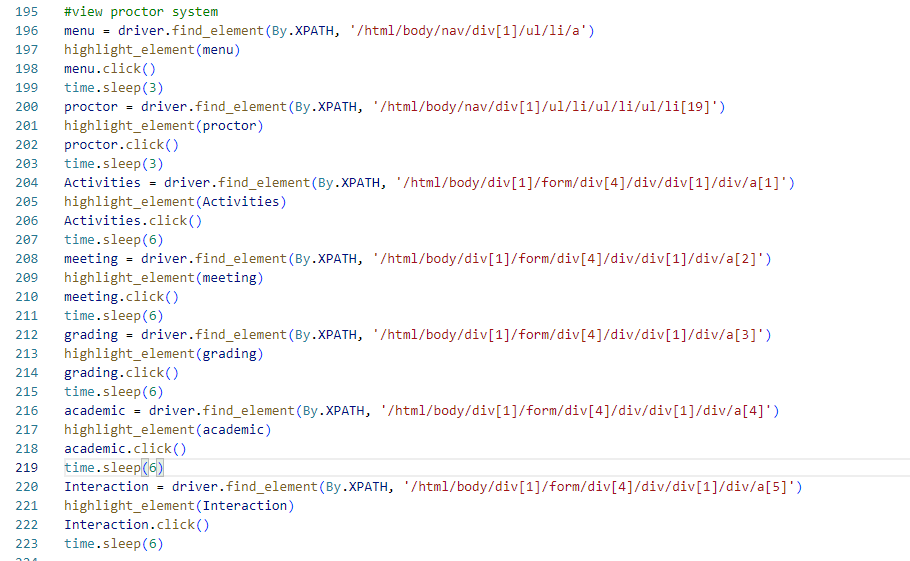 195 #view proctor system
196 menu = driver.find_element(By.XPATH, '/html/body/nav/div[1]/ul/li/a')
197 highlight_element(menu)
198 menu.click()
199 time.sleep(3)
200 proctor = driver.find_element(By.XPATH, '/html/body/nav/div[1]/ul/li/ul/li/ul/li[19]')
201 highlight_element(proctor)
202 proctor.click()
203 time.sleep(3)
204 Activities = driver.find_element(By.XPATH, '/html/body/div[1]/form/div[4]/div/div[1]/div/a[1]')
205 highlight_element(Activities)
206 Activities.click()
207 time.sleep(6)
208 meeting = driver.find_element(By.XPATH, '/html/body/div[1]/form/div[4]/div/div[1]/div/a[2]')
209 highlight_element(meeting)
210 meeting.click()
211 time.sleep(6)
212 grading = driver.find_element(By.XPATH, '/html/body/div[1]/form/div[4]/div/div[1]/div/a[3]')
213 highlight_element(grading)
214 grading.click()
215 time.sleep(6)
216 academic = driver.find_element(By.XPATH, '/html/body/div[1]/form/div[4]/div/div[1]/div/a[4]')
217 highlight_element(academic)
218 academic.click()
219 time.sleep(6)
220 Interaction = driver.find_element(By.XPATH, '/html/body/div[1]/form/div[4]/div/div[1]/div/a[5]')
221 highlight_element(Interaction)
222 Interaction.click()
223 time.sleep(6)